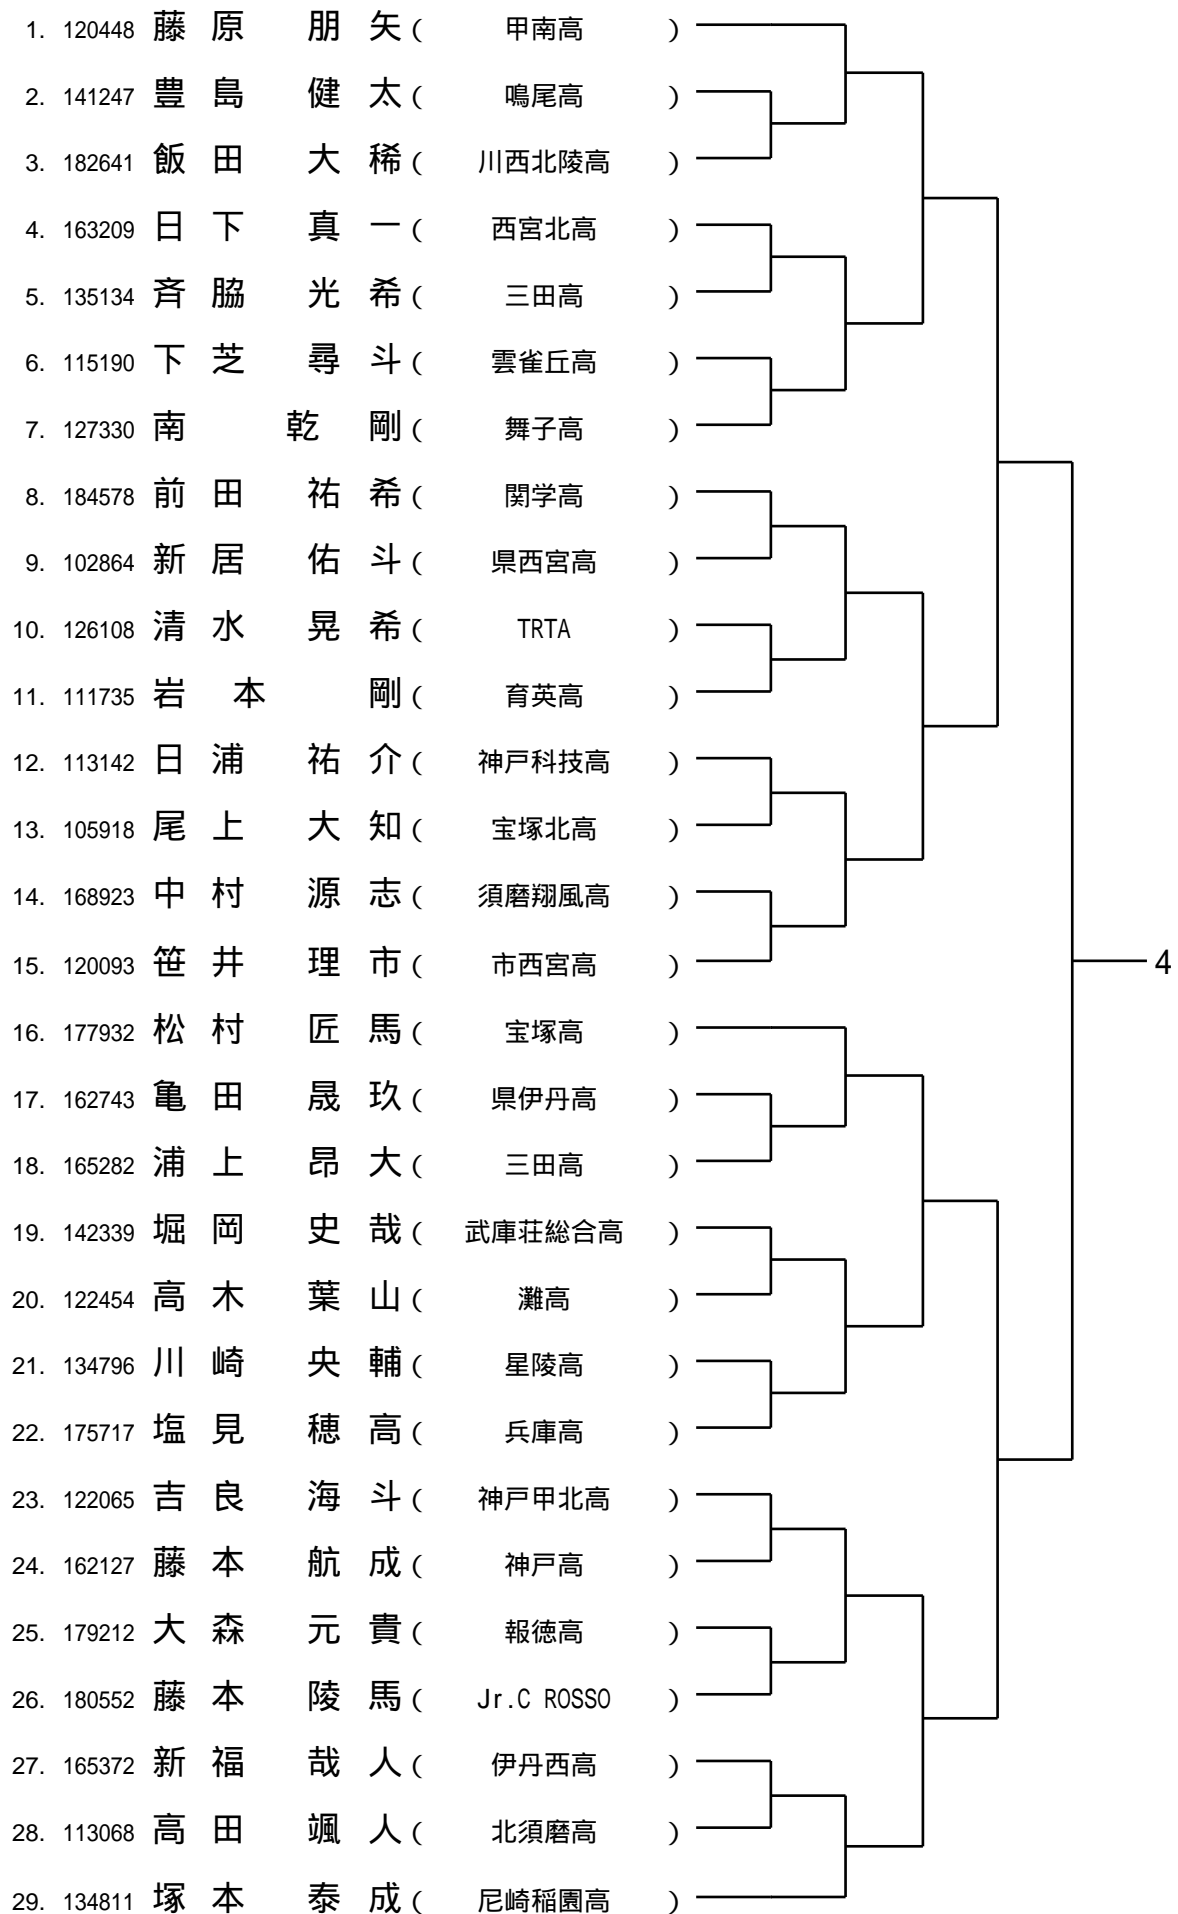 1. 120448 藤原 朋矢 ( 甲南高 )
2. 141247 豊島 健太 ( 鳴尾高 )
3. 182641 飯田 大稀 ( 川西北陵高 )
4. 163209 日下 真一 ( 西宮北高 )
5. 135134 斉脇 光希 ( 三田高 )
6. 115190 下芝 尋斗 ( 雲雀丘高 )
7. 127330 南 乾剛 ( 舞子高 )
8. 184578 前田 祐希 ( 関学高 )
9. 102864 新居 佑斗 ( 県西宮高 )
10. 126108 清水 晃希 ( TRTA )
11. 111735 岩本 剛 ( 育英高 )
12. 113142 日浦 祐介 ( 神戸科技高 )
13. 105918 尾上 大知 ( 宝塚北高 )
14. 168923 中村 源志 ( 須磨翔風高 )
15. 120093 笹井 理市 ( 市西宮高 )
4
16. 177932 松村 匠馬 ( 宝塚高 )
17. 162743 亀田 晟玖 ( 県伊丹高 )
18. 165282 浦上 昂大 ( 三田高 )
19. 142339 堀岡 史哉 ( 武庫荘総合高 )
20. 122454 高木 葉山 ( 灘高 )
21. 134796 川崎 央輔 ( 星陵高 )
22. 175717 塩見 穂高 ( 兵庫高 )
23. 122065 吉良 海斗 ( 神戸甲北高 )
24. 162127 藤本 航成 ( 神戸高 )
25. 179212 大森 元貴 ( 報徳高 )
26. 180552 藤本 陵馬 ( Jr.C ROSSO )
27. 165372 新福 哉人 ( 伊丹西高 )
28. 113068 高田 颯人 ( 北須磨高 )
29. 134811 塚本 泰成 ( 尼崎稲園高 )